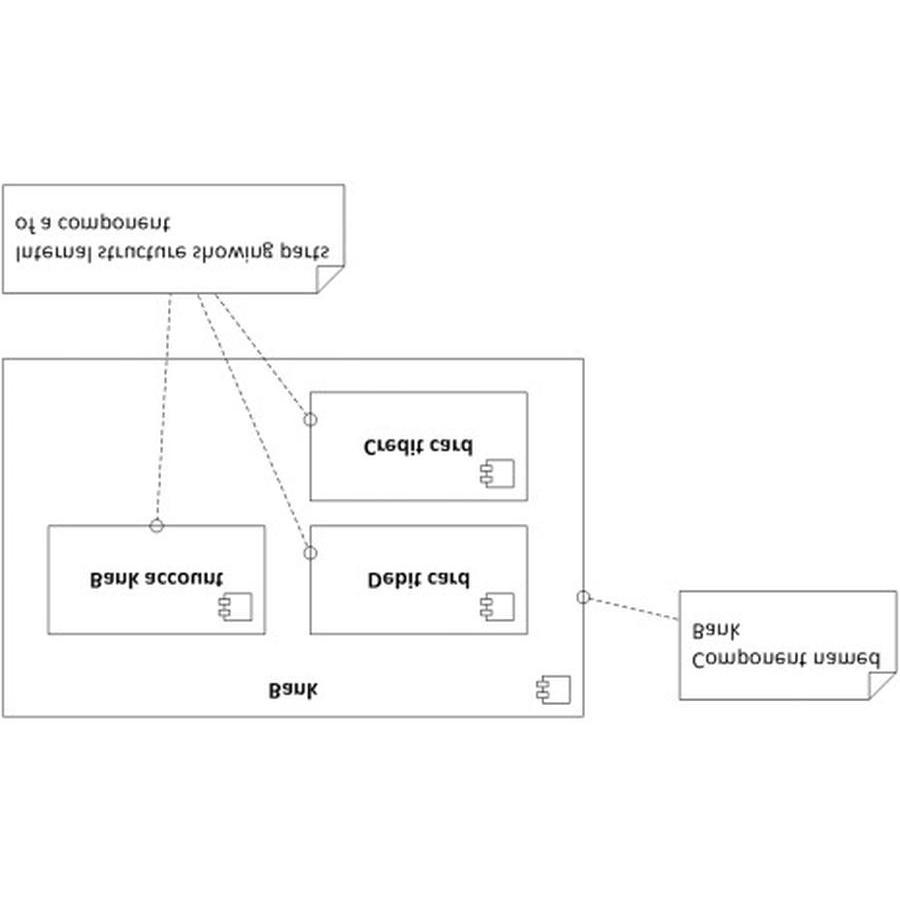 Bank
Component named
Bank
Bank account
Debit card
Credit card
Internal structure showing parts
of a component